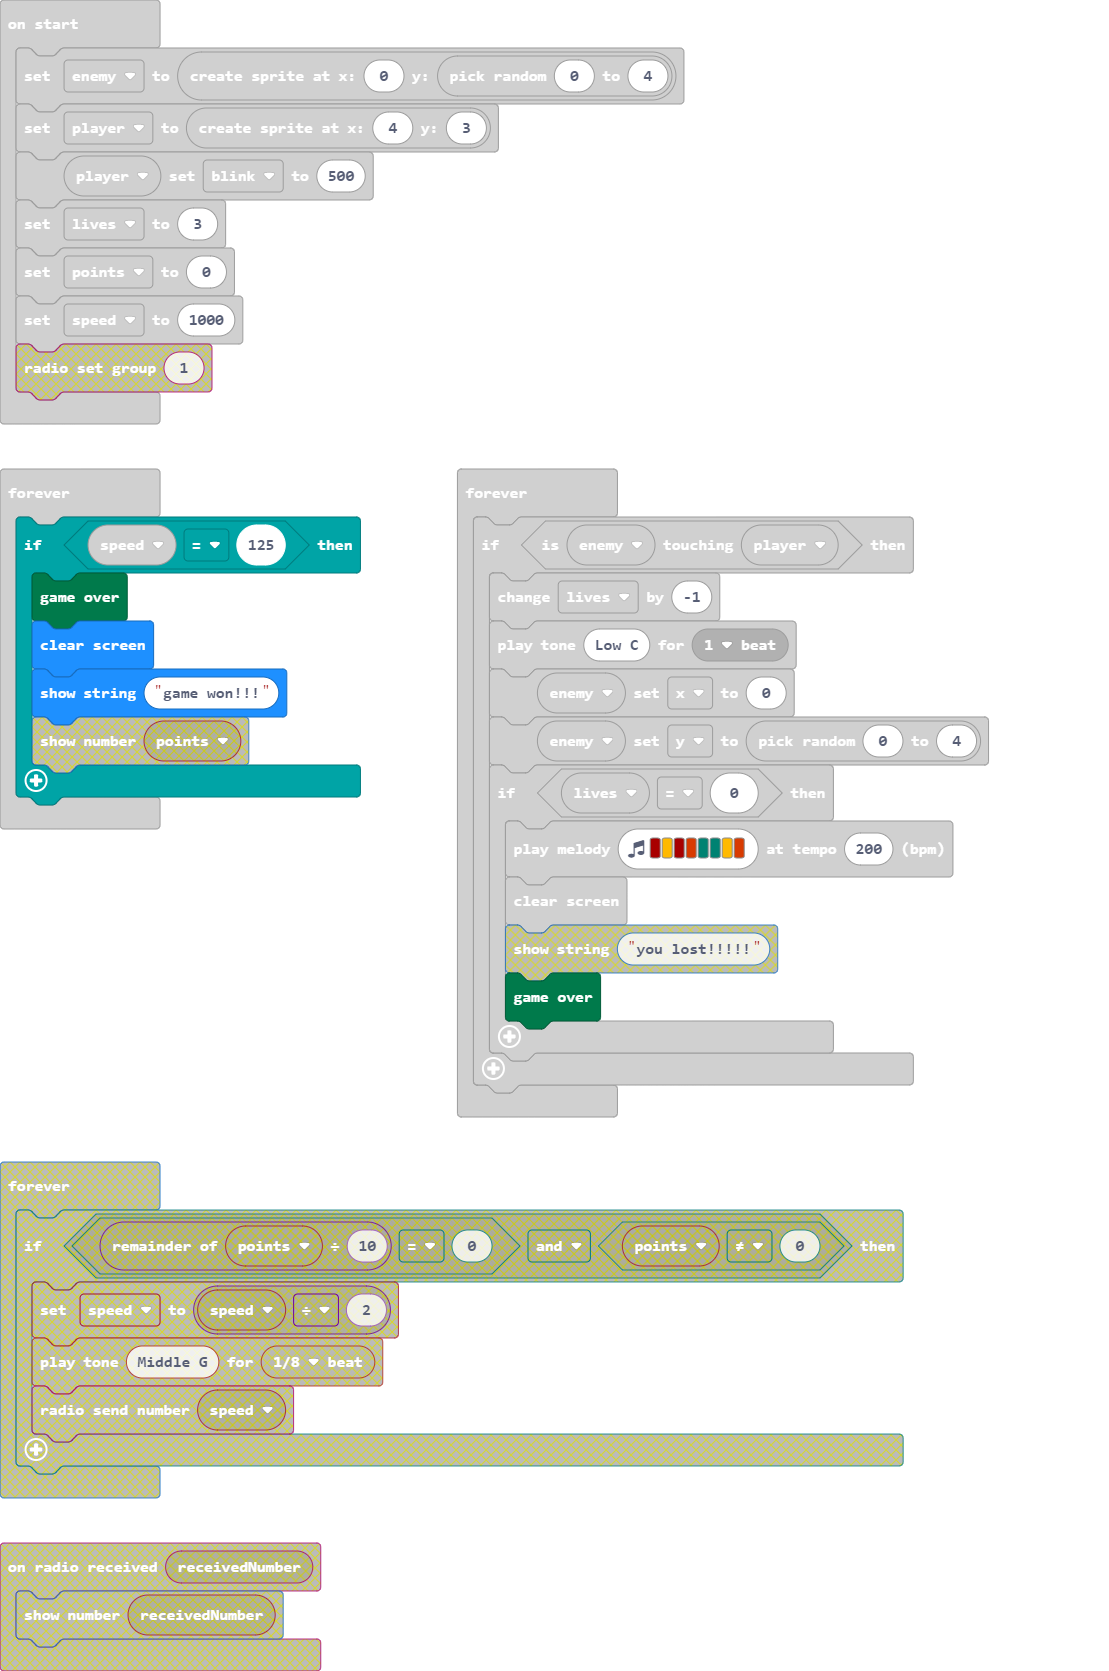 on start
set enemy to create sprite at x: 0 y: pick random 0 to 4
set player to create sprite at x: 4 y: 3
player set blink to 500
set lives to 3
set points to 0
set speed to 1000
radio set group 1
forever
if speed = 125 then
game over
clear screen
show string "game won!!!"
show number points
forever
if is enemy touching player then
change lives by -1
play tone Low C for 1 beat
enemy set x to 0
enemy set y to pick random 0 to 4
if lives = 0 then
play melody at tempo 200 (bpm)
clear screen
show string "you lost!!!!!"
game over
forever
if remainder of points ÷ 10 = 0 and points ≠ 0 then
set speed to speed ÷ 2
play tone Middle G for 1/8 beat
radio send number speed
on radio received receivedNumber
show number receivedNumber